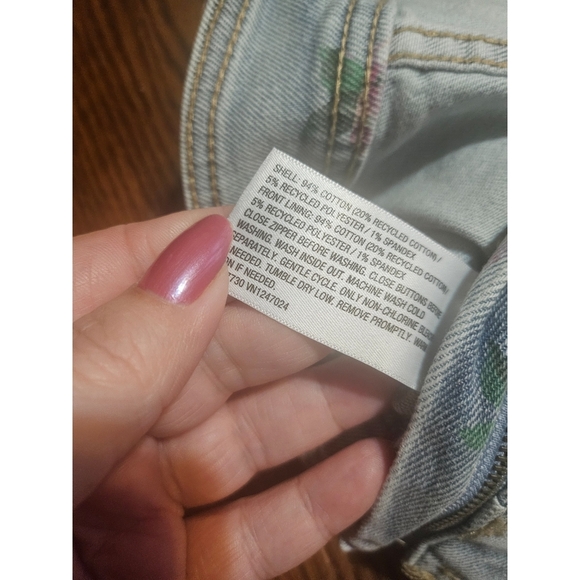 SHELL: 94% COTTON (20% RECYCLED COTTON) /
5% RECYCLED POLYESTER / 1% SPANDEX
FRONT LINING: 94% COTTON (20% RECYCLED COTTON)
5% RECYCLED POLYESTER / 1% SPANDEX
CLOSE ZIPPER BEFORE WASHING. CLOSE BUTTONS
WASHING. WASH INSIDE OUT. MACHINE WASH COLD
SEPARATELY. GENTLE CYCLE. ONLY NON-CHLORINE
NEEDED. TUMBLE DRY LOW. REMOVE PROMPTLY.
IF NEEDED.
730 VN1247024